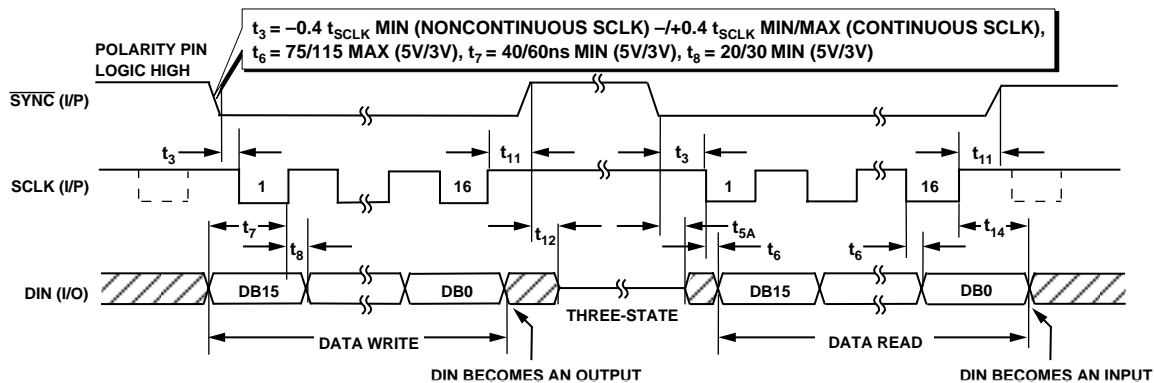 t3 = –0.4 tSCLK MIN (NONCONTINUOUS SCLK) –/+0.4 tSCLK MIN/MAX (CONTINUOUS SCLK),
t6 = 75/115 MAX (5V/3V), t7 = 40/60ns MIN (5V/3V), t8 = 20/30 MIN (5V/3V)
POLARITY PIN
LOGIC HIGH
SYNC (I/P)
t3
t11
t3
t11
SCLK (I/P)
1
16
1
16
t7
t8
t12
t5A
t6
t6
t14
DIN (I/O)
DB15
DB0
THREE-STATE
DB15
DB0
DATA WRITE
DATA READ
DIN BECOMES AN OUTPUT
DIN BECOMES AN INPUT